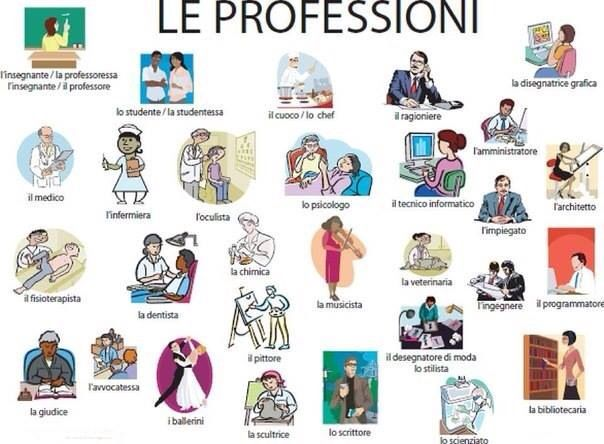 LE PROFESSIONI
l'insegnante / la professoressa
l'insegnante / il professore
lo studente / la studentessa
il cuoco / lo chef
il ragioniere
la disegnatrice grafica
l'amministratore
il medico
l'infermiera
l'oculista
lo psicologo
il tecnico informatico
l'impiegato
l'architetto
il fisioterapista
la dentista
la chimica
la musicista
la veterinaria
l'ingegnere
il programmatore
la giudice
l'avvocatessa
i ballerini
il pittore
la scultrice
lo scrittore
il desegnatore di moda
lo stilista
lo scienziato
la bibliotecaria